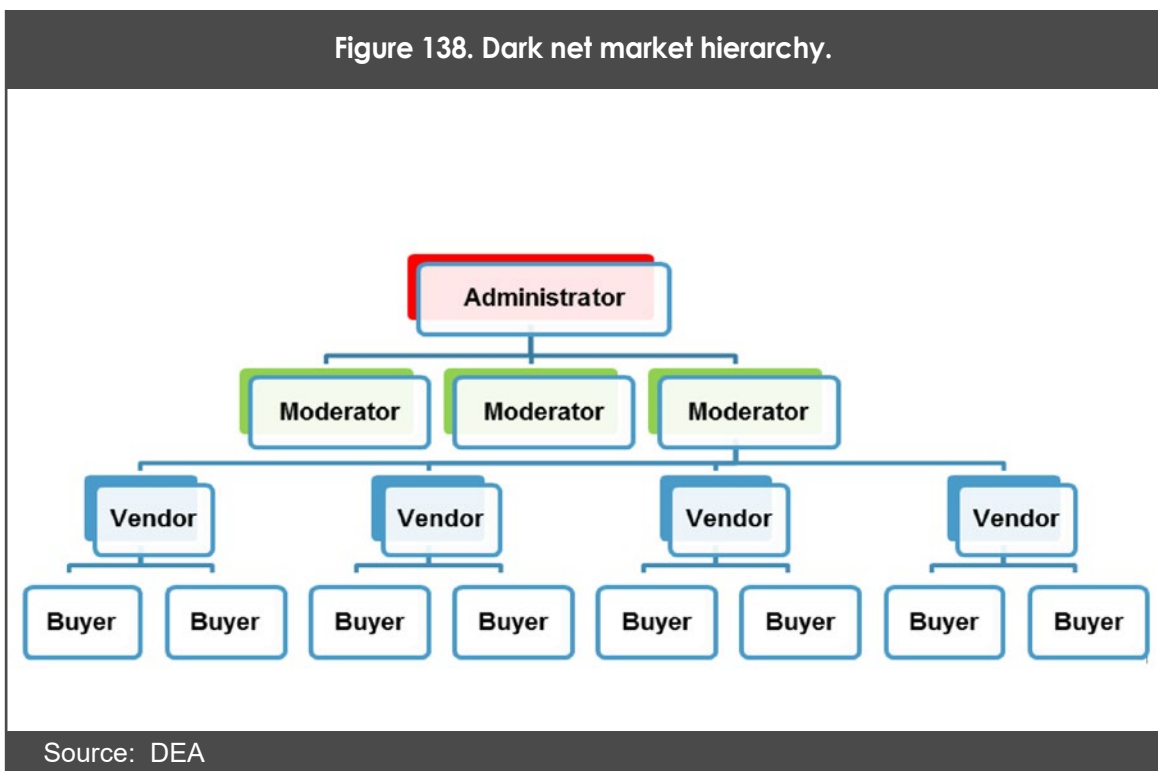 Figure 138. Dark net market hierarchy.
Administrator
Moderator Moderator Moderator
Vendor Vendor Vendor Vendor
Buyer Buyer Buyer Buyer Buyer Buyer Buyer Buyer
Source: DEA